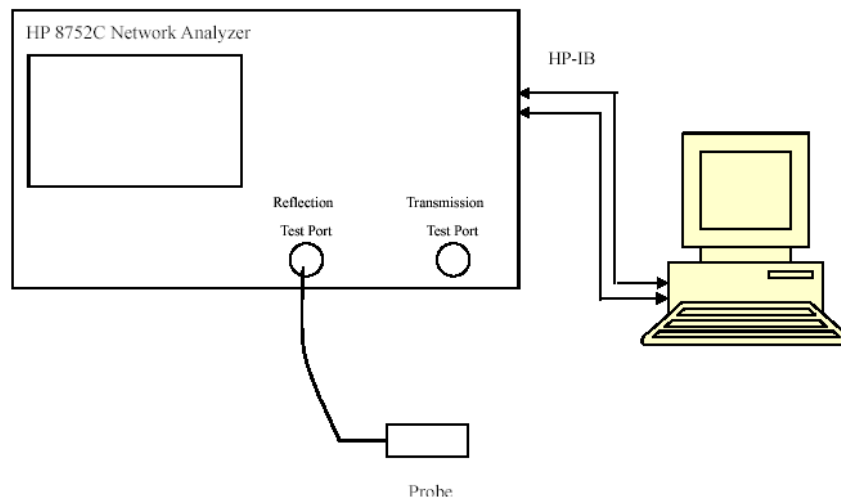 HP 8752C Network Analyzer
HP-IB
Reflection
Test Port
Transmission
Test Port
Probe